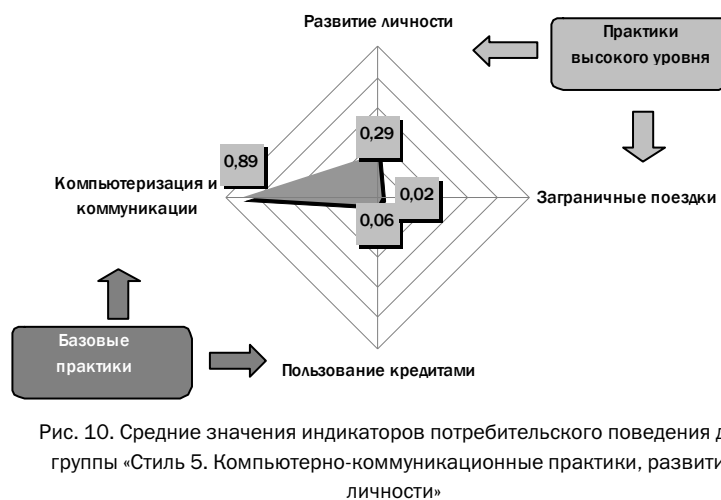 Развитие личности
Практики
высокого уровня
0,29
0,89
Компьютеризация и
коммуникации
0,02
Заграничные поездки
0,06
Базовые
практики
Пользование кредитами
Рис. 10. Средние значения индикаторов потребительского поведения д
группы «Стиль 5. Компьютерно-коммуникационные практики, развити
личности»